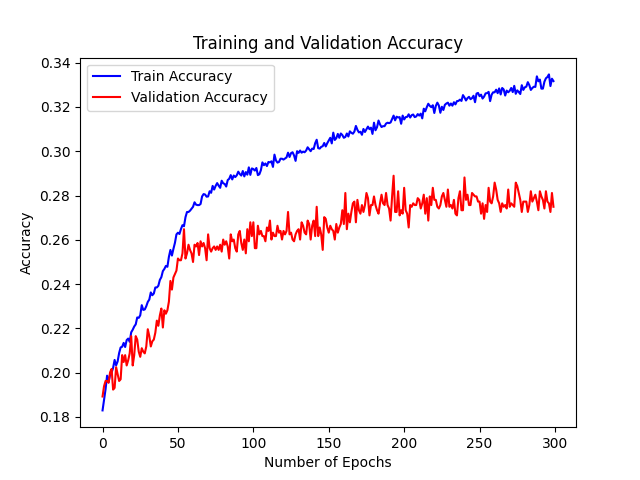 Training and Validation Accuracy
Train Accuracy
Validation Accuracy
Accuracy
0.34
0.32
0.30
0.28
0.26
0.24
0.22
0.20
0.18
0 50 100 150 200 250 300
Number of Epochs